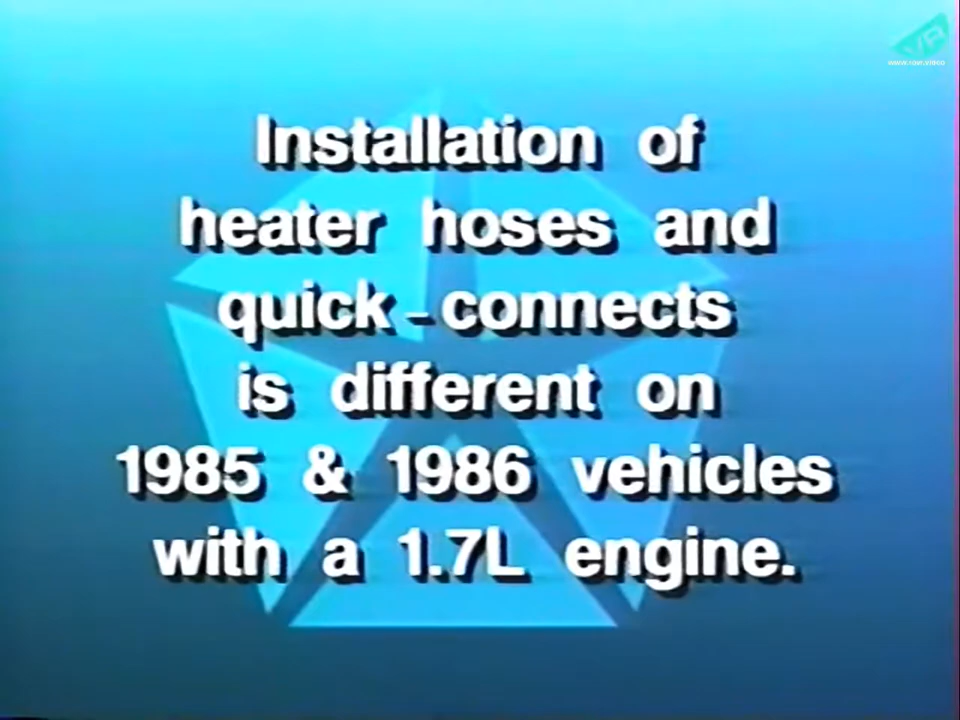 Installation of
heater hoses and
quick-connects
is different on
1985 & 1986 vehicles
with a 1.7L engine.